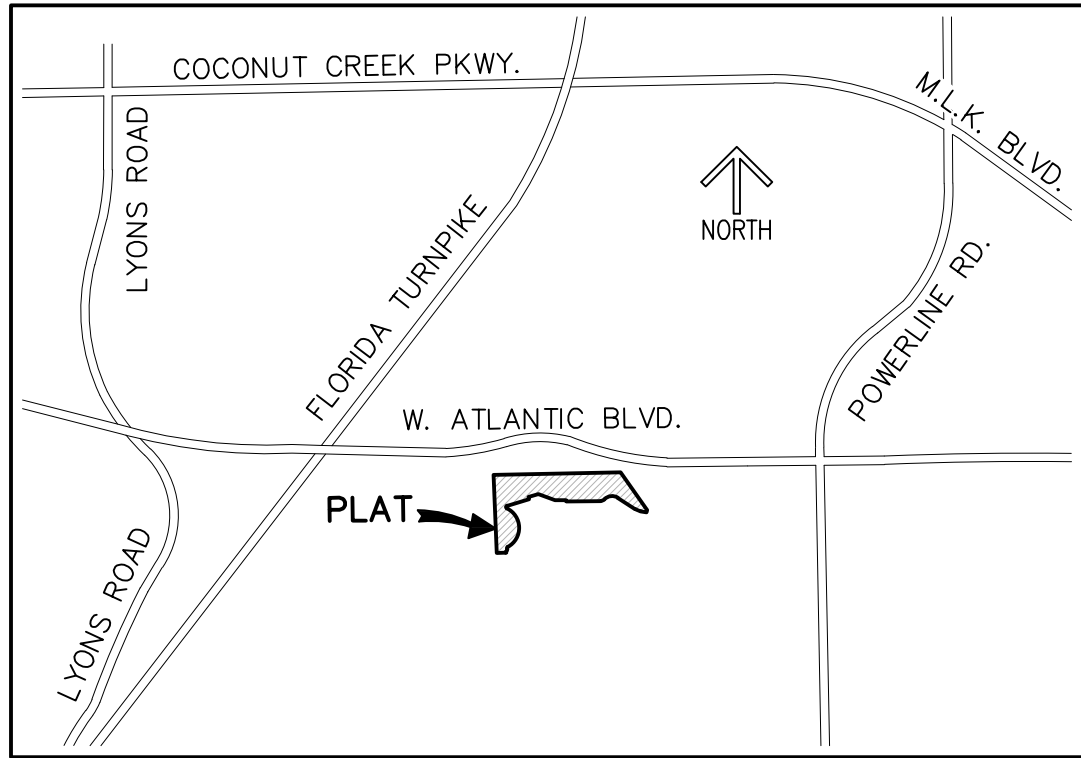 COCONUT CREEK PKWY.
M.L.K. BLVD.
LYONS ROAD
FLORIDA TURNPIKE
NORTH
POWERLINE RD.
W. ATLANTIC BLVD.
PLAT
LYONS ROAD